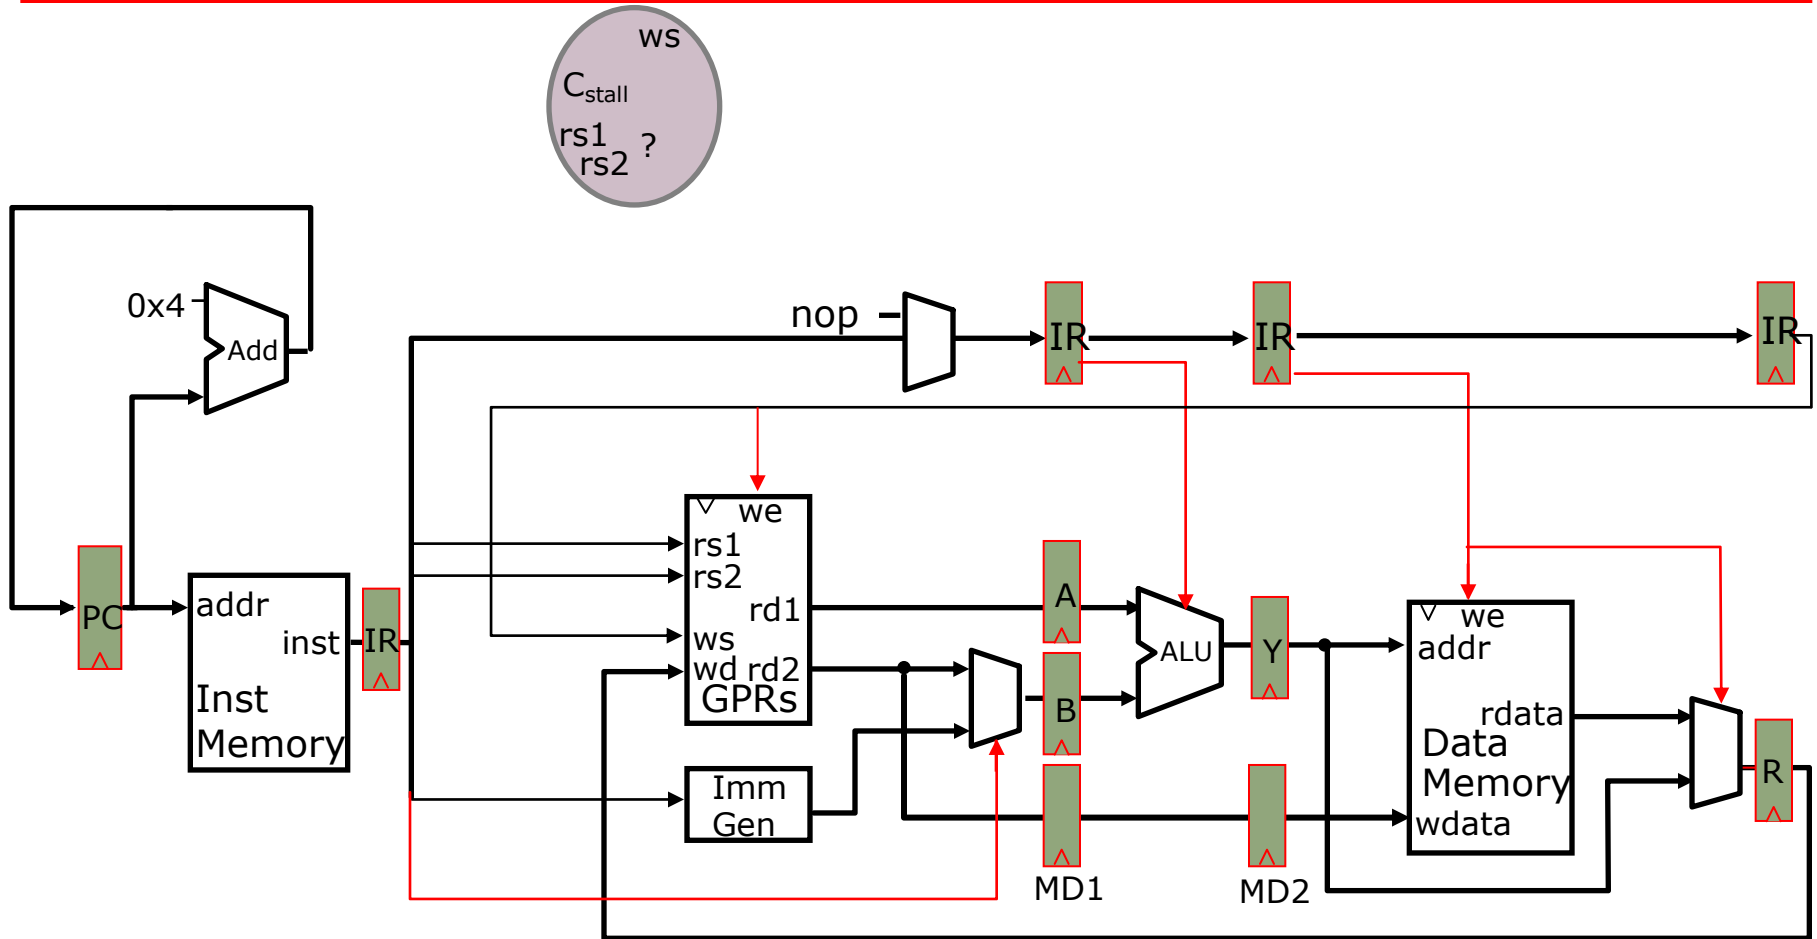 ws
Cstall
rs1 ?
rs2
0x4
Add
nop
IR
IR
IR
we
rs1
rs2
rd1
ws
wd rd2
GPRs
PC
addr
inst
Inst
Memory
IR
A
B
ALU
Y
we
addr
rdata
Data
Memory
wdata
R
Imm
Gen
MD1
MD2